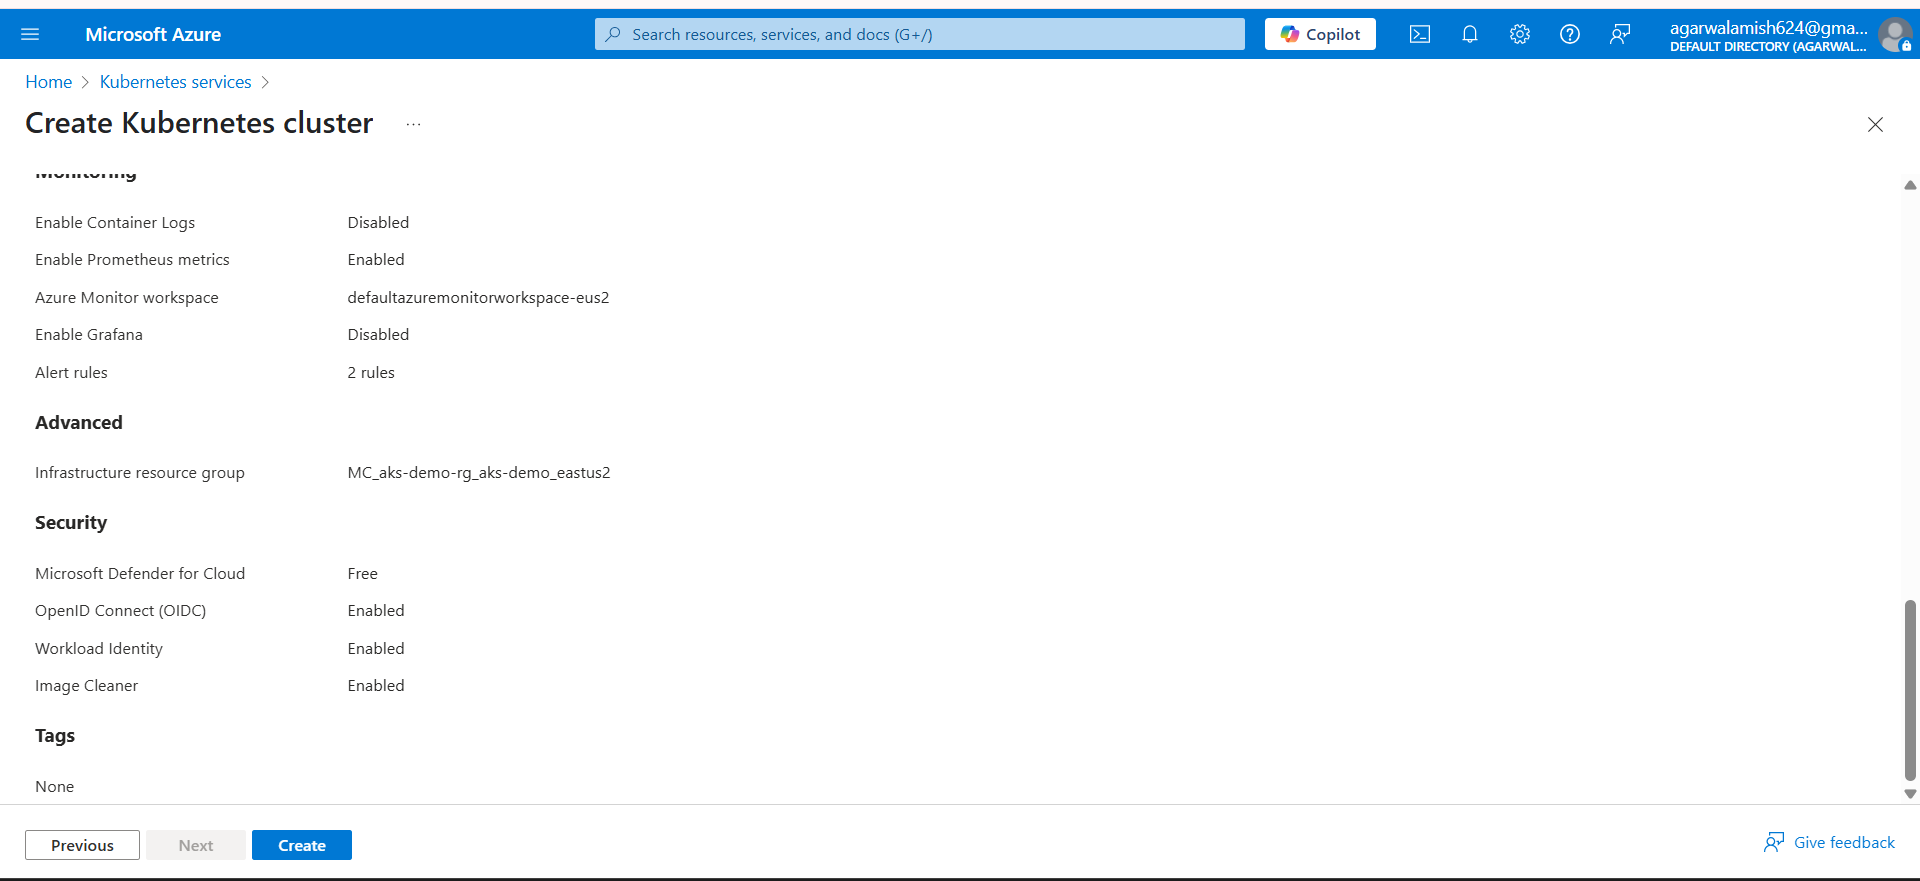 Microsoft Azure
Search resources, services, and docs (G+/)
Copilot
agarwalamish624@gma...
DEFAULT DIRECTORY (AGARWAL...
Home > Kubernetes services >
Create Kubernetes cluster ...
Monitoring
Enable Container Logs Disabled
Enable Prometheus metrics Enabled
Azure Monitor workspace defaultazuremonitorworkspace-eus2
Enable Grafana Disabled
Alert rules 2 rules
Advanced
Infrastructure resource group MC_aks-demo-rg_aks-demo_eastus2
Security
Microsoft Defender for Cloud Free
OpenID Connect (OIDC) Enabled
Workload Identity Enabled
Image Cleaner Enabled
Tags
None
Previous Next Create
Give feedback